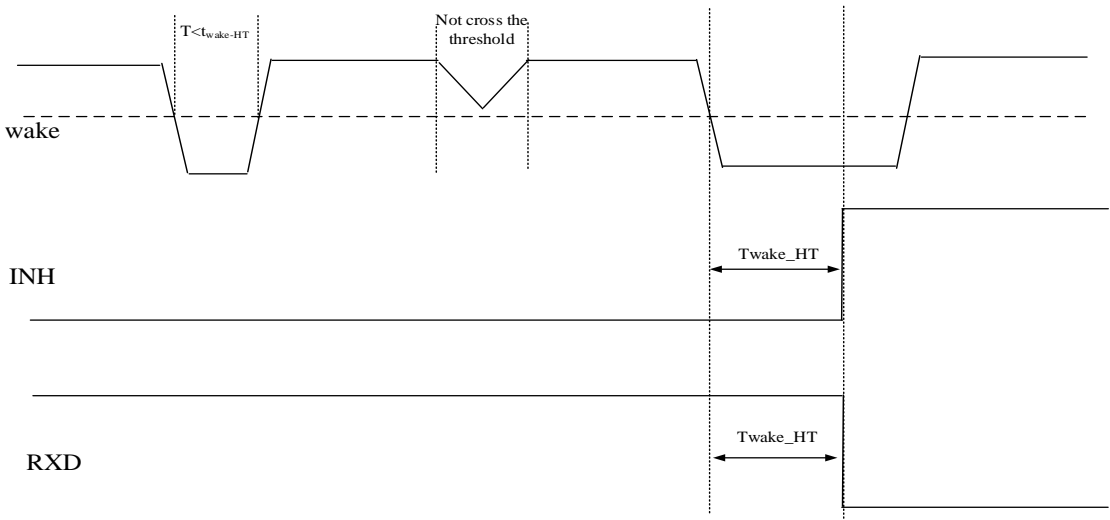 T<twake-HT
Not cross the
threshold
wake
Twake_HT
INH
Twake_HT
RXD